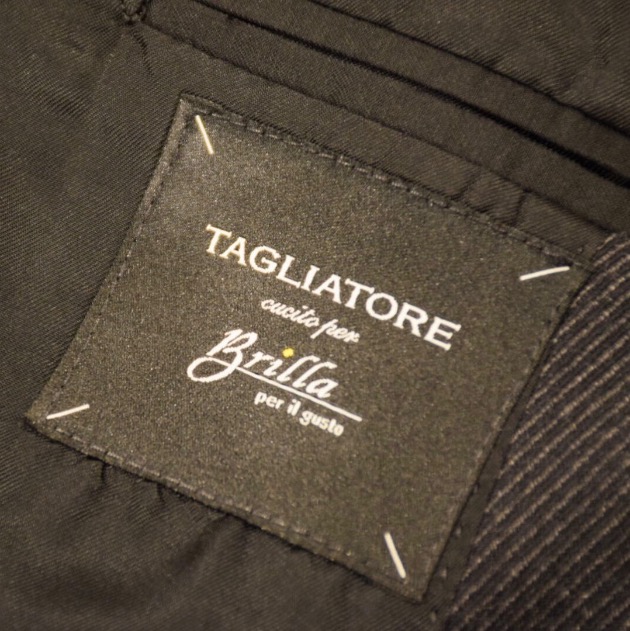 TAGLIATORE
cucito per
Brilla
per il gusto